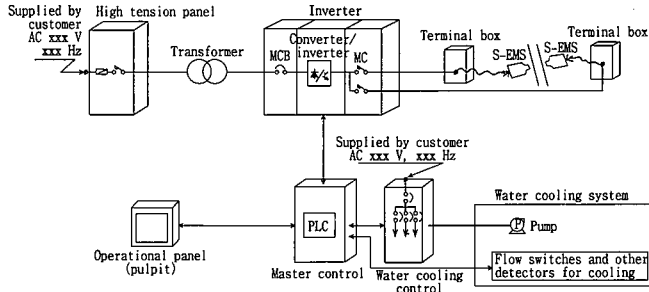 Supplied by
customer
AC xxx V
xxx Hz
High tension panel
Transformer
Inverter
Converter/
inverter
MCB
MC
Terminal box
S-EMS
S-EMS
Terminal box
Supplied by customer
AC xxx V, xxx Hz
PLC
Operational panel
(pulpit)
Master control
Water cooling
control
Water cooling system
P
Pump
Flow switches and other
detectors for cooling